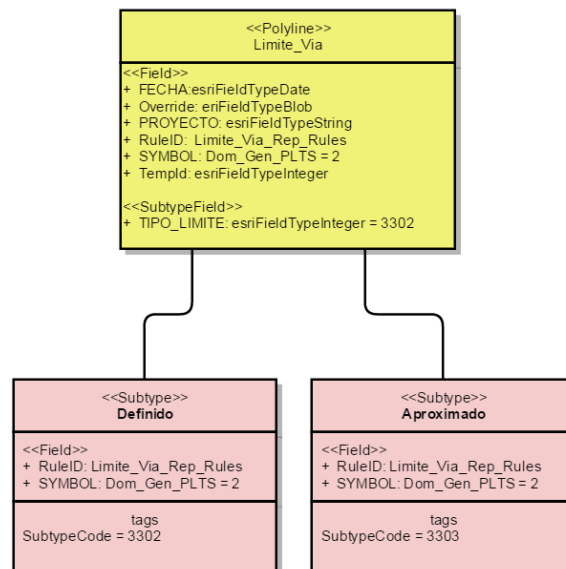 <<Polyline>>
Limite_Via
<<Field>>
+ FECHA:esriFieldTypeDate
+ Override: eriFieldTypeBlob
+ PROYECTO: esriFieldTypeString
+ RuleID: Limite_Via_Rep_Rules
+ SYMBOL: Dom_Gen_PLTS = 2
+ TempId: esriFieldTypeInteger
<<SubtypeField>>
+ TIPO_LIMITE: esriFieldTypeInteger = 3302
<<Subtype>>
Definido
<<Field>>
+ RuleID: Limite_Via_Rep_Rules
+ SYMBOL: Dom_Gen_PLTS = 2
tags
SubtypeCode = 3302
<<Subtype>>
Aproximado
<<Field>>
+ RuleID: Limite_Via_Rep_Rules
+ SYMBOL: Dom_Gen_PLTS = 2
tags
SubtypeCode = 3303